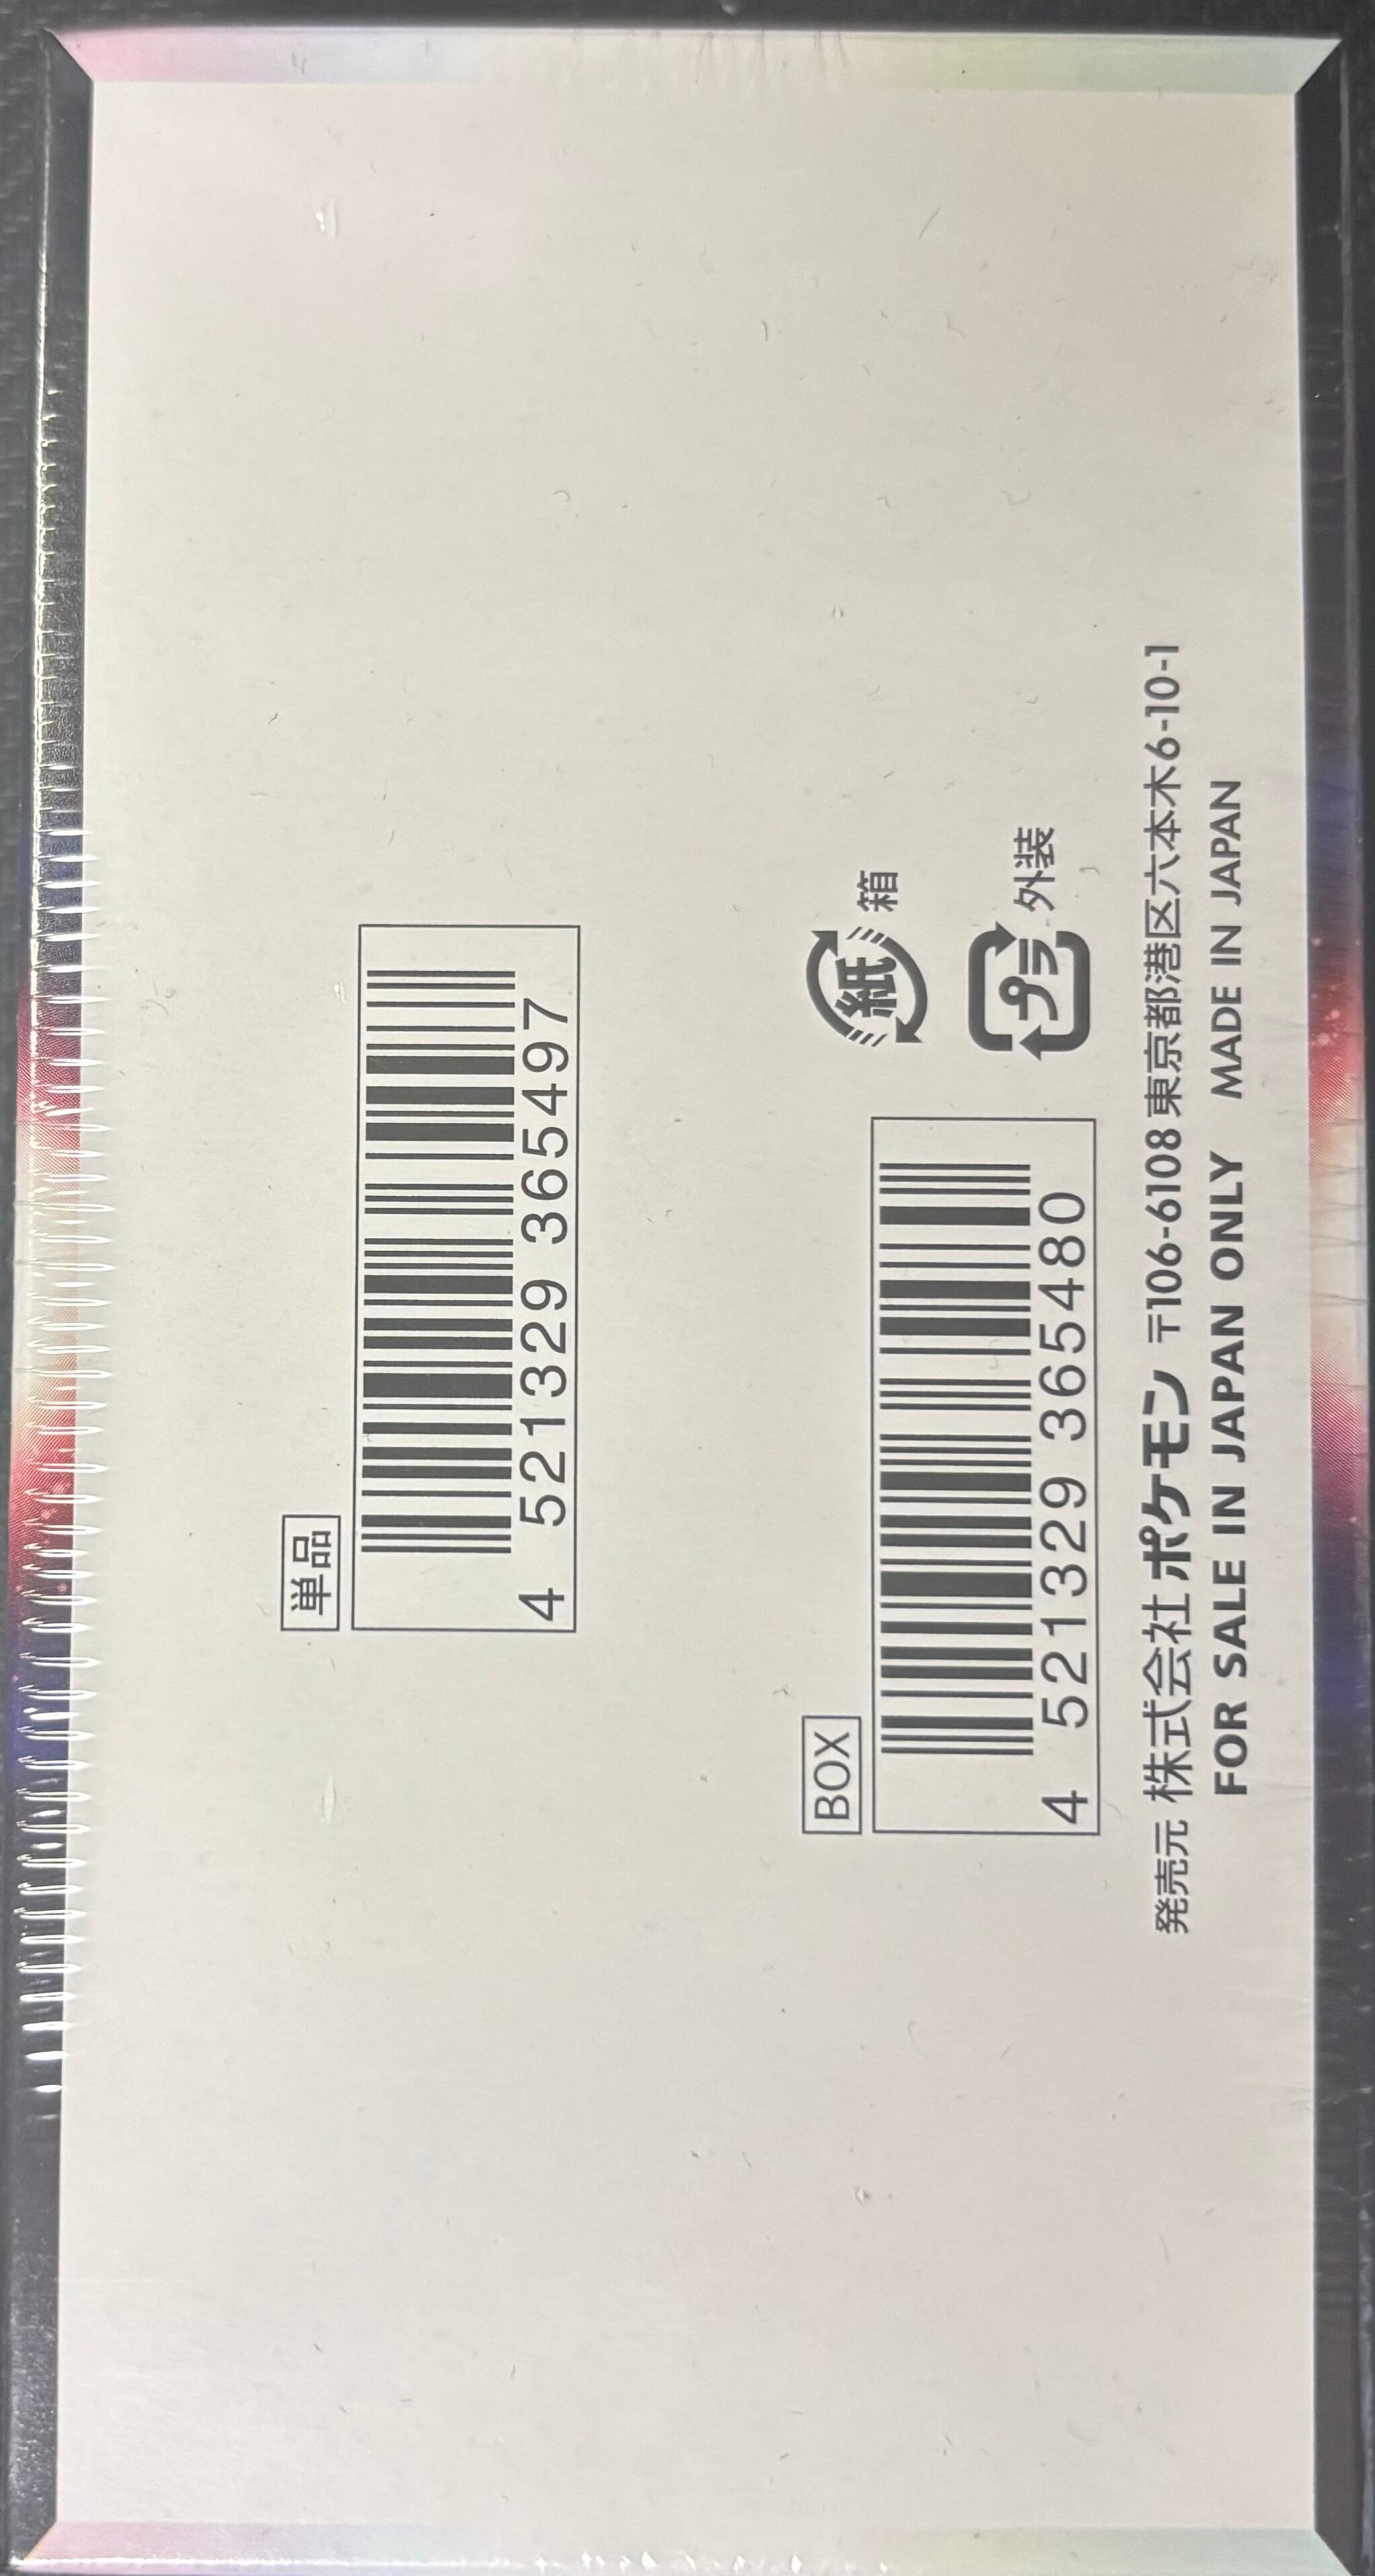 単品
4 521329 365497
BOX
4 521329 365480
紙 箱
プラ 外装
発売元 株式会社ポケモン 〒106-6108 東京都港区六本木6-10-1
FOR SALE IN JAPAN ONLY MADE IN JAPAN